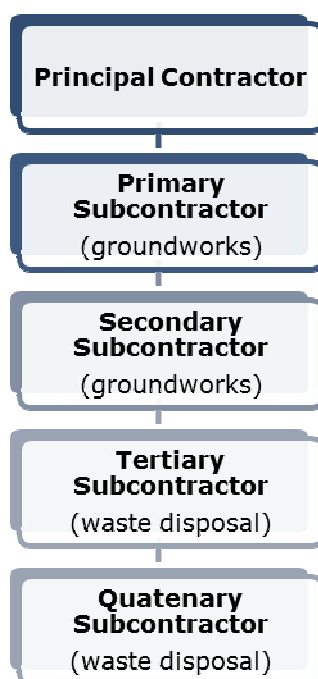 Principal Contractor
Primary
Subcontractor
(groundworks)
Secondary
Subcontractor
(groundworks)
Tertiary
Subcontractor
(waste disposal)
Quatenary
Subcontractor
(waste disposal)